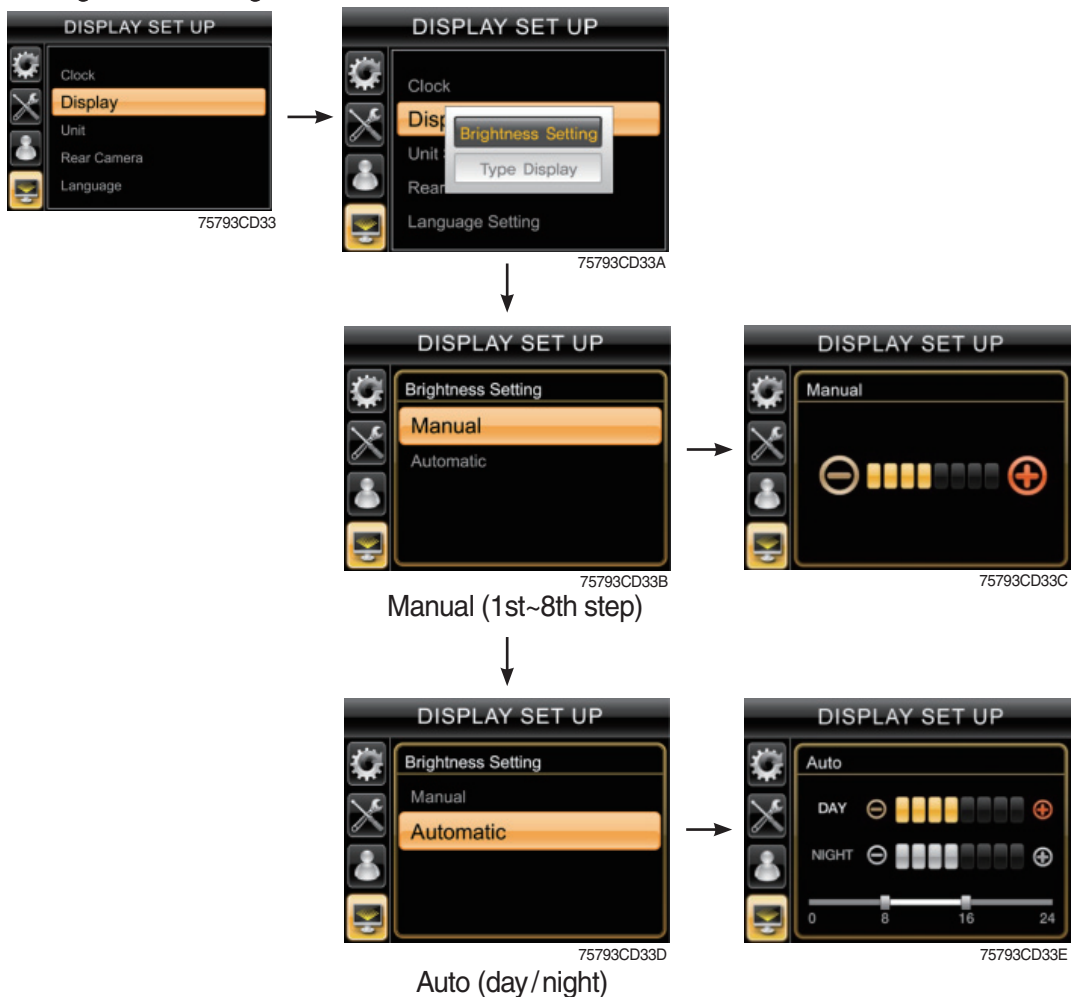 DISPLAY SET UP
Clock
Display
Unit
Rear Camera
Language
75793CD33
DISPLAY SET UP
Clock
Disp
Brightness Setting
Unit
Type Display
Rear
Language Setting
75793CD33A
DISPLAY SET UP
Brightness Setting
Manual
Automatic
75793CD33B
Manual (1st~8th step)
DISPLAY SET UP
Manual
75793CD33C
DISPLAY SET UP
Brightness Setting
Manual
Automatic
75793CD33D
Auto (day/night)
DISPLAY SET UP
Auto
DAY
NIGHT
0 8 16 24
75793CD33E